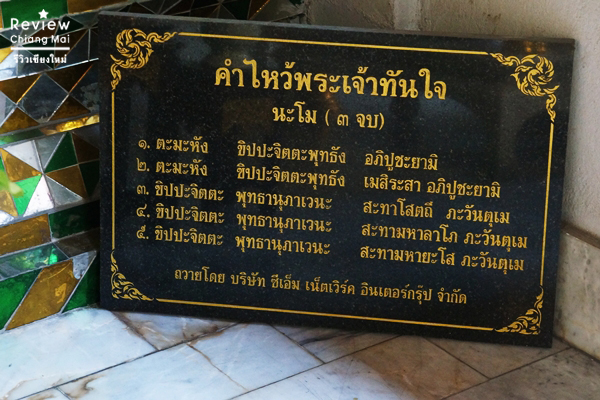 Review
Chiang Mai
รีวิวเชียงใหม่
คำไหว้พระเจ้าทันใจ
นะโม ( ๓ จบ)
๑. ตะมะหัง ขิปปะจิตตะพุทธัง อภิปูชะยามิ
๒. ตะมะหัง ขิปปะจิตตะพุทธัง เมสิระสา อภิปูชะยามิ
๓. ขิปปะจิตตะ พุทธานุภาเวนะ สะทาโสตถี ภะวันตุเม
๔. ขิปปะจิตตะ พุทธานุภาเวนะ สะทามหาลาโภ ภะวันตุเม
๕. ขิปปะจิตตะ พุทธานุภาเวนะ สะทามหายะโส ภะวันตุเม
ถวายโดย บริษัท ซีเอ็ม เน็ตเวิร์ค อินเตอร์กรุ๊ป จำกัด